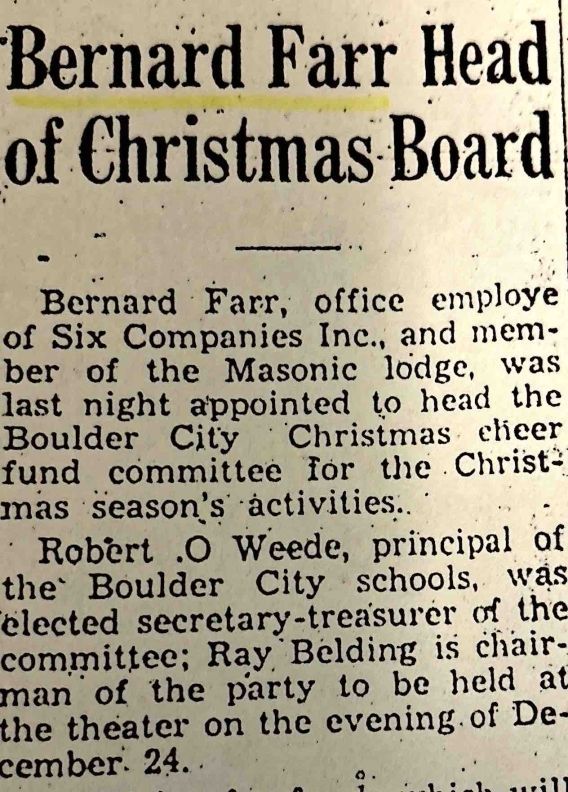 Bernard Farr Head
of Christmas Board
Bernard Farr, office employe
of Six Companies Inc., and mem-
ber of the Masonic lodge, was
last night appointed to head the
Boulder City Christmas cheer
fund committee for the Christ-
mas season's activities.
Robert .O Weede, principal of
the Boulder City schools, was
elected secretary-treasurer of the
committee; Ray Belding is chair-
man of the party to be held at
the theater on the evening of De-
cember 24.
which will